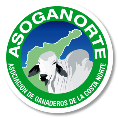 ASOGANORTE
ASOCIACIÓN DE GANADEROS DE LA COSTA NORTE